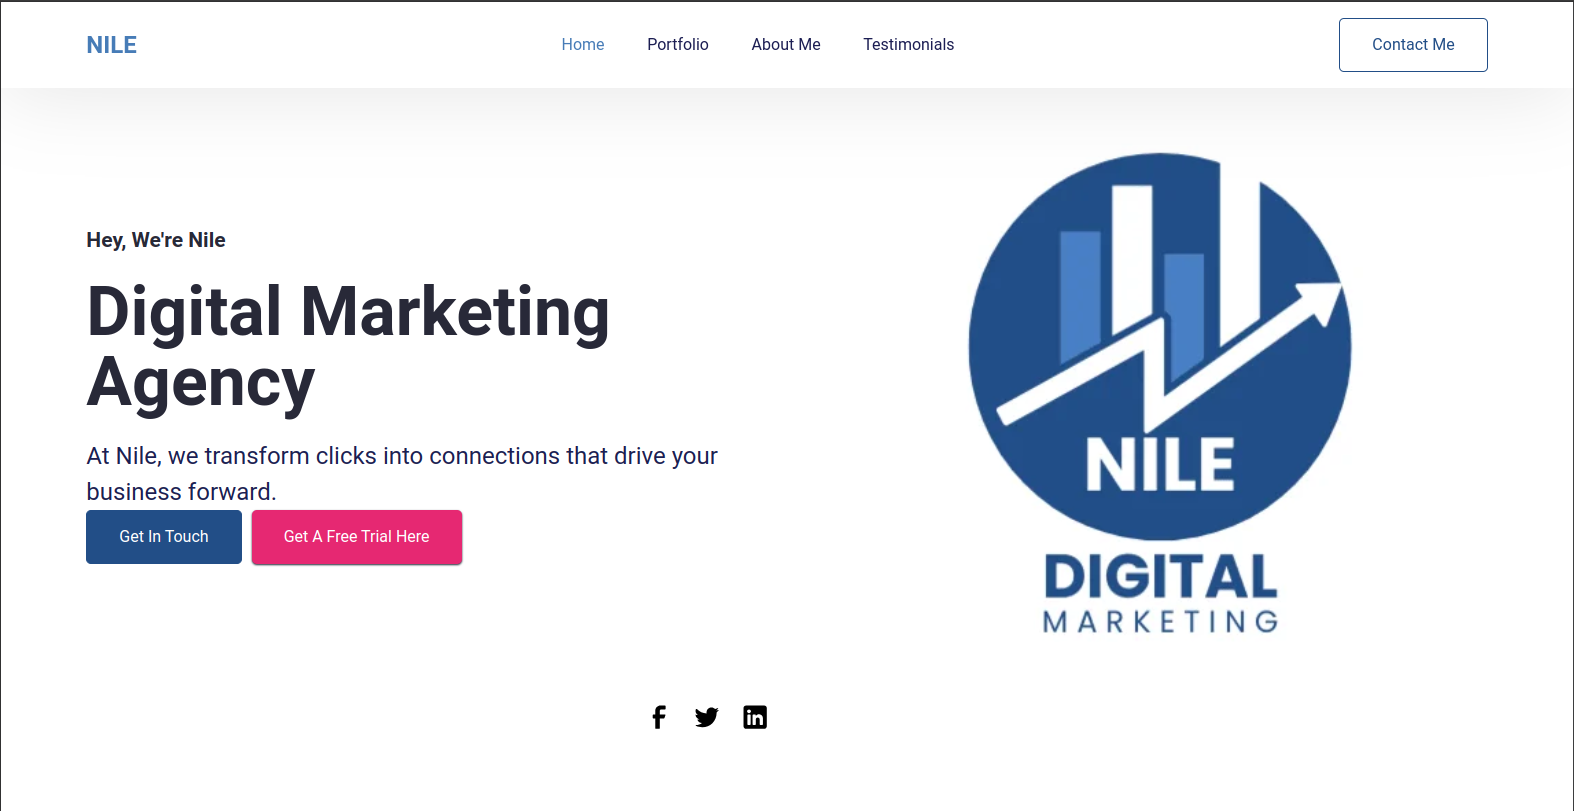 NILE
Home
Portfolio
About Me
Testimonials
Contact Me
Hey, We're Nile
Digital Marketing
Agency
At Nile, we transform clicks into connections that drive your
business forward.
Get In Touch
Get A Free Trial Here
NILE
DIGITAL
MARKETING